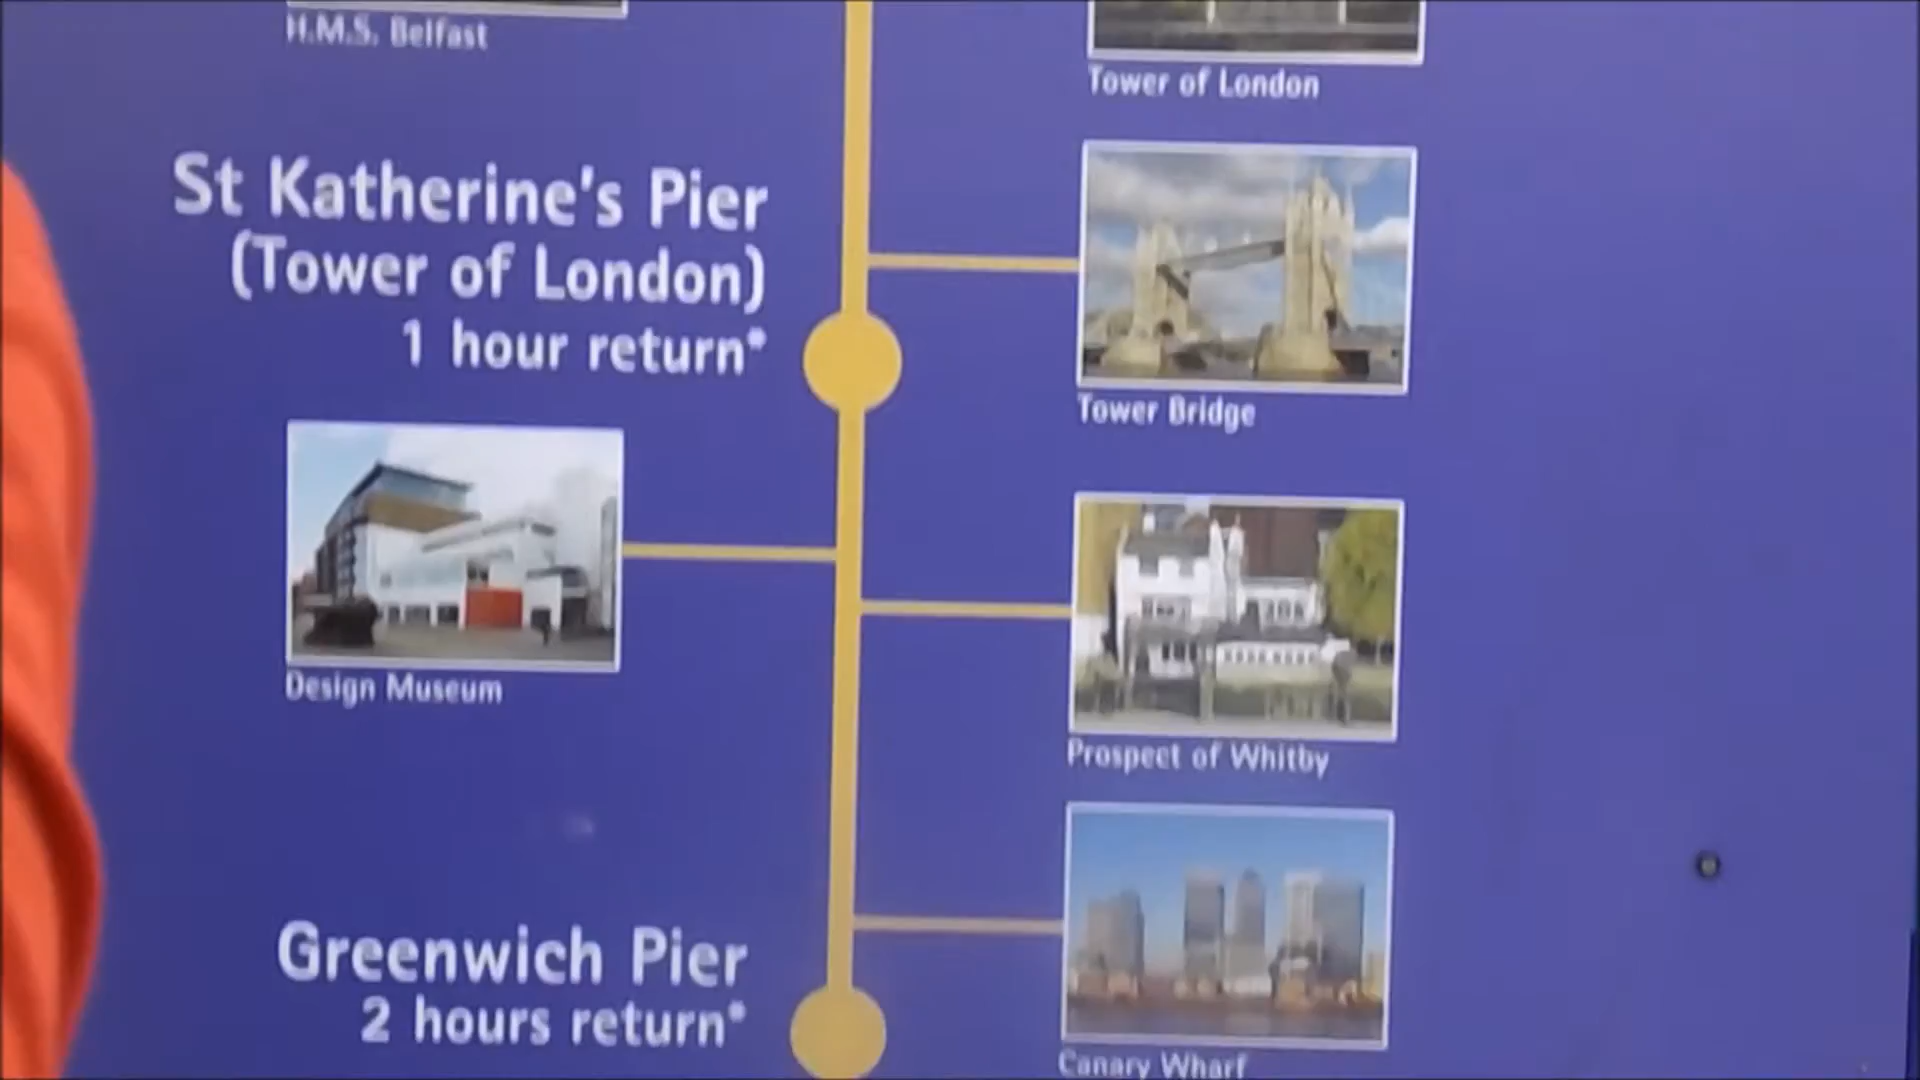 H.M.S. Belfast
Tower of London
St Katherine's Pier
(Tower of London)
1 hour return*
Tower Bridge
Design Museum
Prospect of Whitby
Greenwich Pier
2 hours return*
Canary Wharf